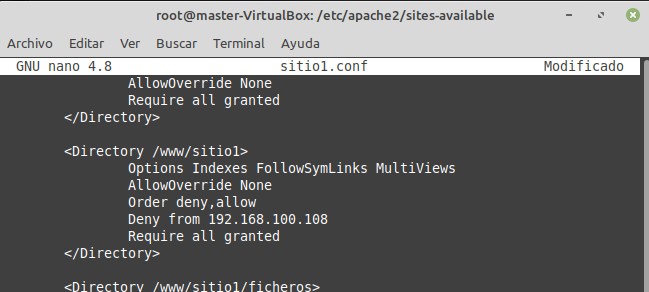 root@master-VirtualBox: /etc/apache2/sites-available
Archivo Editar Ver Buscar Terminal Ayuda
GNU nano 4.8 sitio1.conf Modificado
AllowOverride None
Require all granted
</Directory>
<Directory /www/sitio1>
Options Indexes FollowSymLinks MultiViews
AllowOverride None
Order deny,allow
Deny from 192.168.100.108
Require all granted
</Directory>
<Directory /www/sitio1/ficheros>